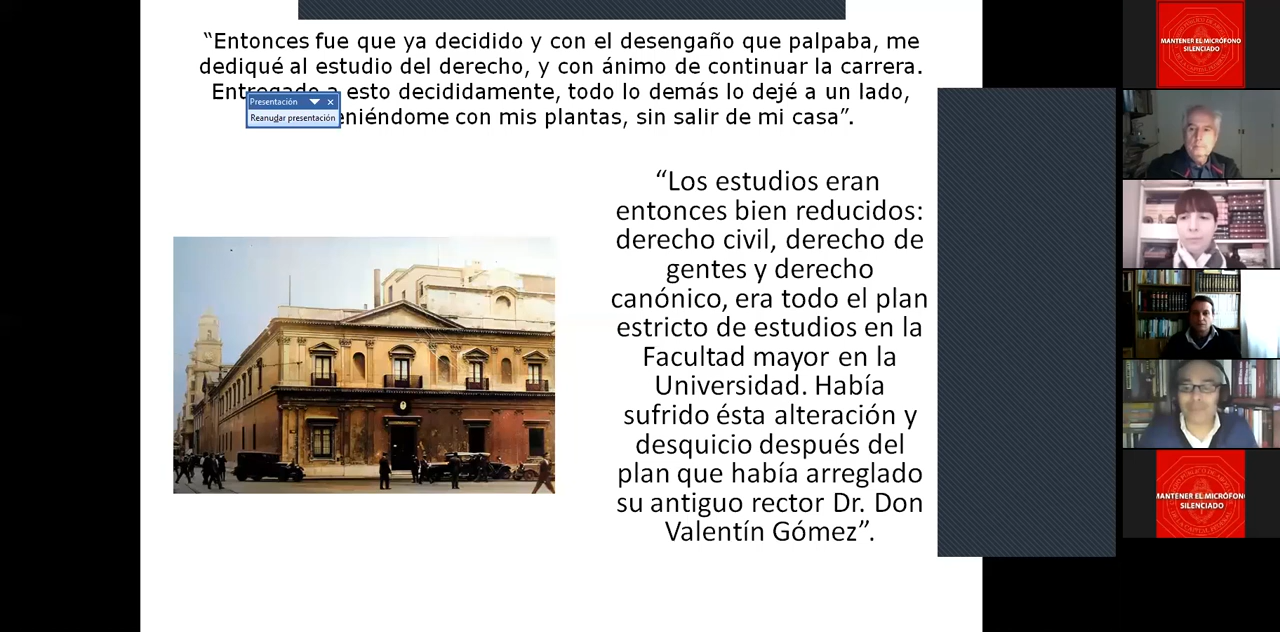 “Entonces fue que ya decidido y con el desengaño que palpaba, me
dediqué al estudio del derecho, y con ánimo de continuar la carrera.
Entregado a esto decididamente, todo lo demás lo dejé a un lado,
eniéndome con mis plantas, sin salir de mi casa”.
Presentación
Reanudar presentación
“Los estudios eran
entonces bien reducidos:
derecho civil, derecho de
gentes y derecho
canónico, era todo el plan
estricto de estudios en la
Facultad mayor en la
Universidad. Había
sufrido ésta alteración y
desquicio después del
plan que había arreglado
su antiguo rector Dr. Don
Valentín Gómez”.
MANTENER EL MICRÓFONO
SILENCIADO
MANTENER EL MICRÓFONO
SILENCIADO